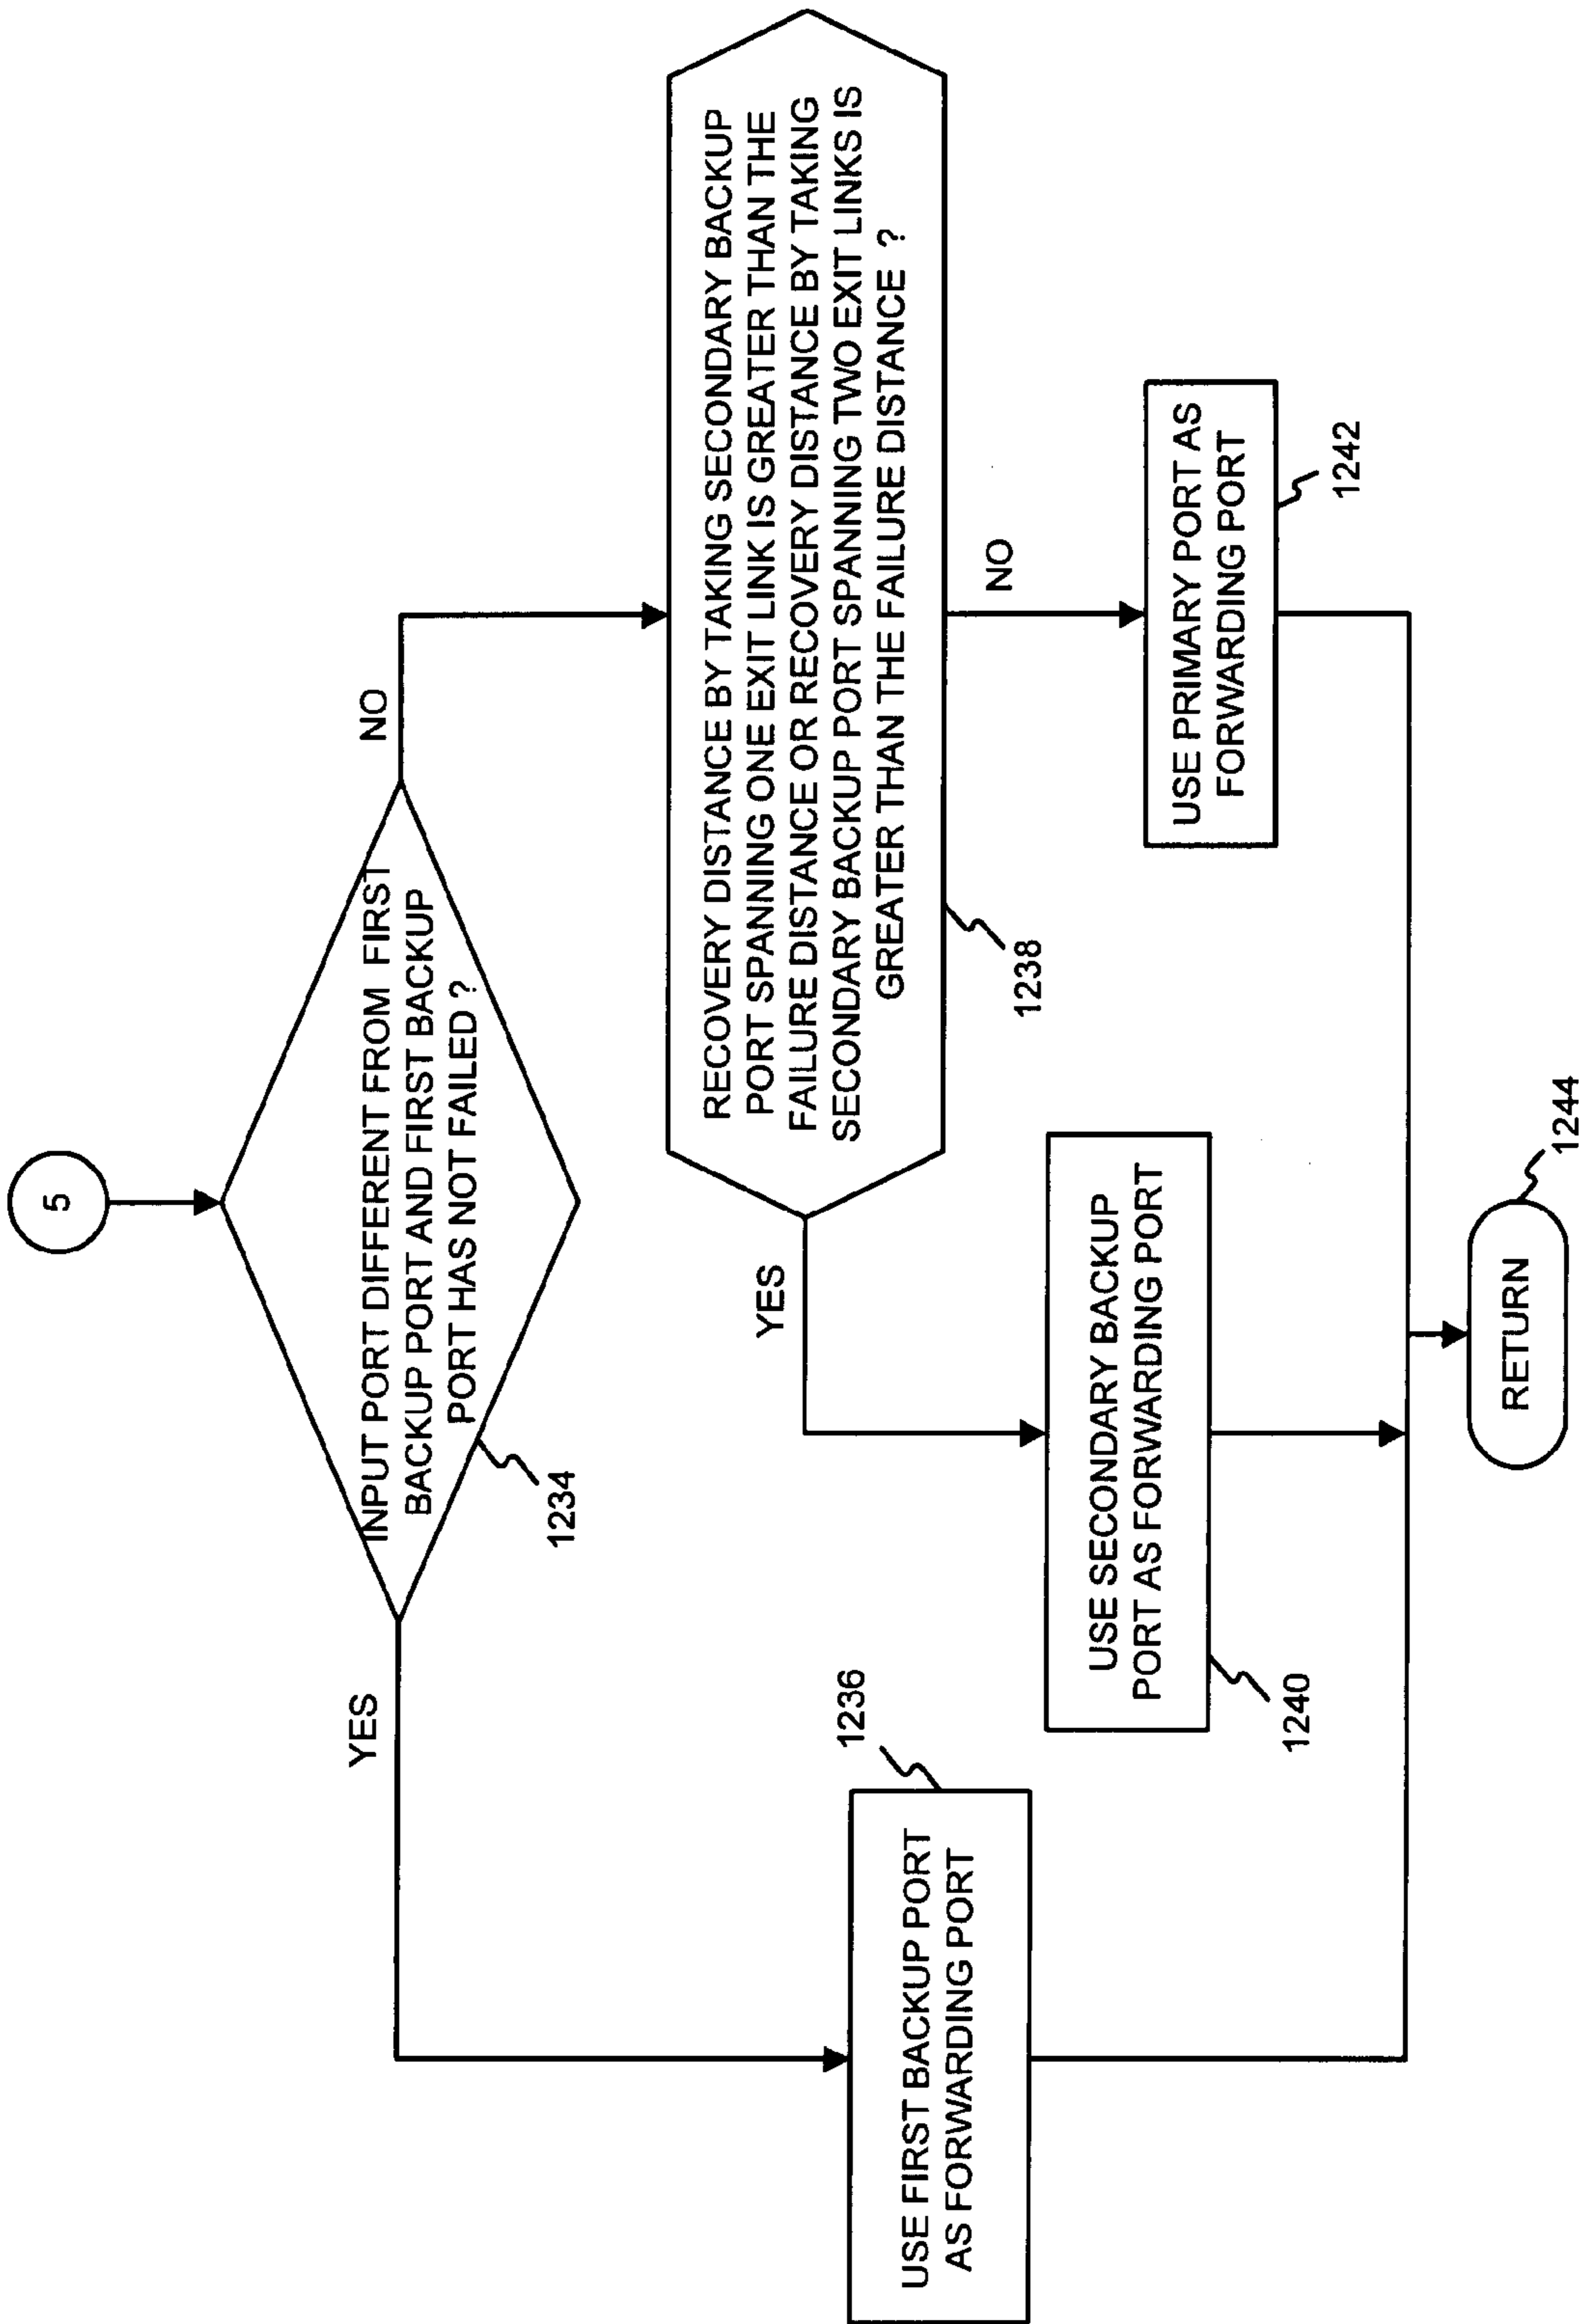 5
INPUT PORT DIFFERENT FROM FIRST
BACKUP PORT AND FIRST BACKUP
PORT HAS NOT FAILED ?
1234
YES
NO
USE FIRST BACKUP PORT
AS FORWARDING PORT
1236
RECOVERY DISTANCE BY TAKING SECONDARY BACKUP
PORT SPANNING ONE EXIT LINK IS GREATER THAN THE
FAILURE DISTANCE OR RECOVERY DISTANCE BY TAKING
SECONDARY BACKUP PORT SPANNING TWO EXIT LINKS IS
GREATER THAN THE FAILURE DISTANCE ?
1238
YES
NO
USE SECONDARY BACKUP
PORT AS FORWARDING PORT
1240
USE PRIMARY PORT AS
FORWARDING PORT
1242
RETURN
1244